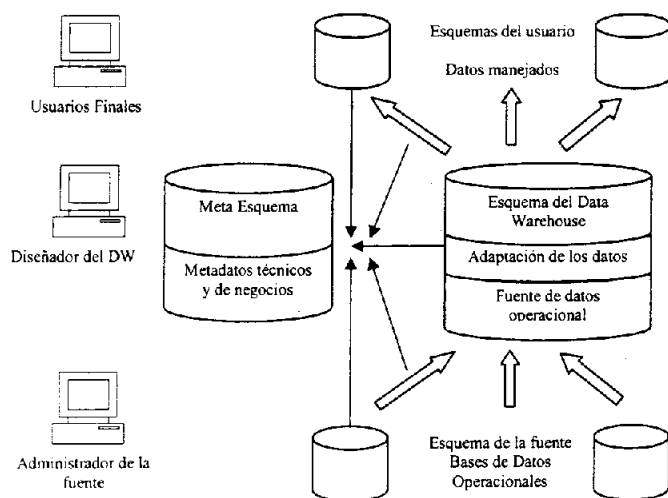 Esquemas del usuario
Datos manejados
Usuarios Finales
Meta Esquema
Metadatos técnicos
y de negocios
Esquema del Data
Warehouse
Adaptación de los datos
Fuente de datos
operacional
Diseñador del DW
Administrador de la
fuente
Esquema de la fuente
Bases de Datos
Operacionales